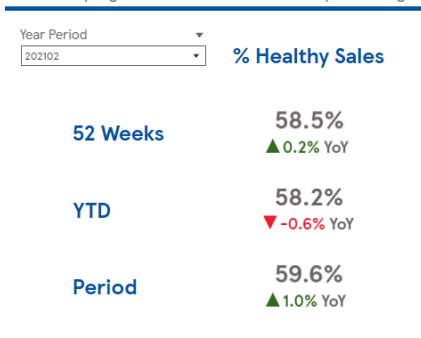 Year Period
202102
% Healthy Sales
52 Weeks
58.5%
▲0.2% YoY
YTD
58.2%
▼-0.6% YoY
Period
59.6%
▲1.0% YoY